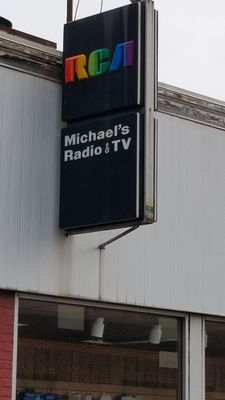 RCA
Michael's
Radio & TV